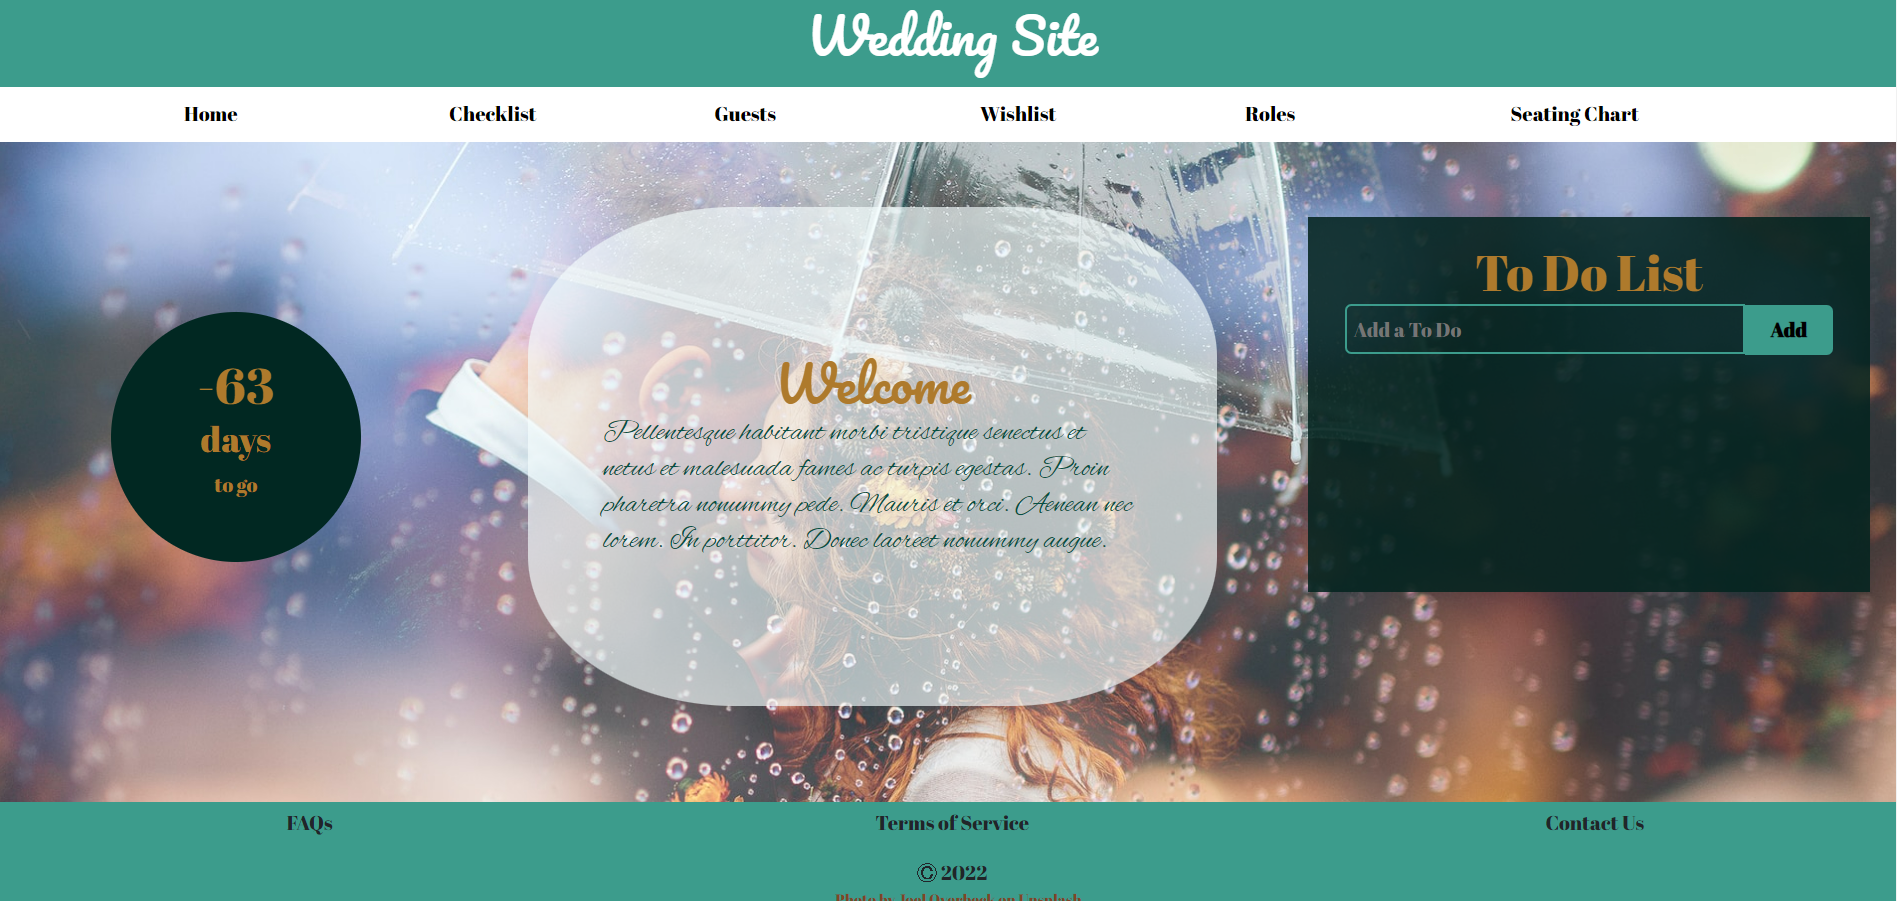 Wedding Site
Home Checklist Guests Wishlist Roles Seating Chart
-63
days
to go
Welcome
Pellentesque habitant morbi tristique senectus et
netus et malesuada fames ac turpis egestas. Proin
pharetra nonummy pede. Mauris et orci. Aenean nec
lorem. In porttitor. Donec laoreet nonummy augue.
To Do List
Add a To Do Add
FAQs Terms of Service Contact Us
© 2022
Photo by Joel Overbeck on Unsplash